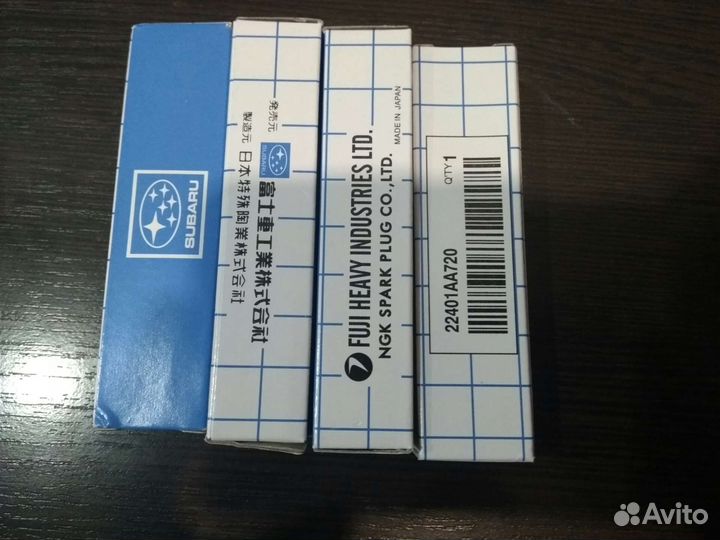 SUBARU
発売元
SUBARU
富士重工業株式会社
製造元 日本特殊陶業株式会社
FUJI HEAVY INDUSTRIES LTD.
NGK SPARK PLUG CO.,LTD.
MADE IN JAPAN
Q'TY 1
22401AA720
Avito